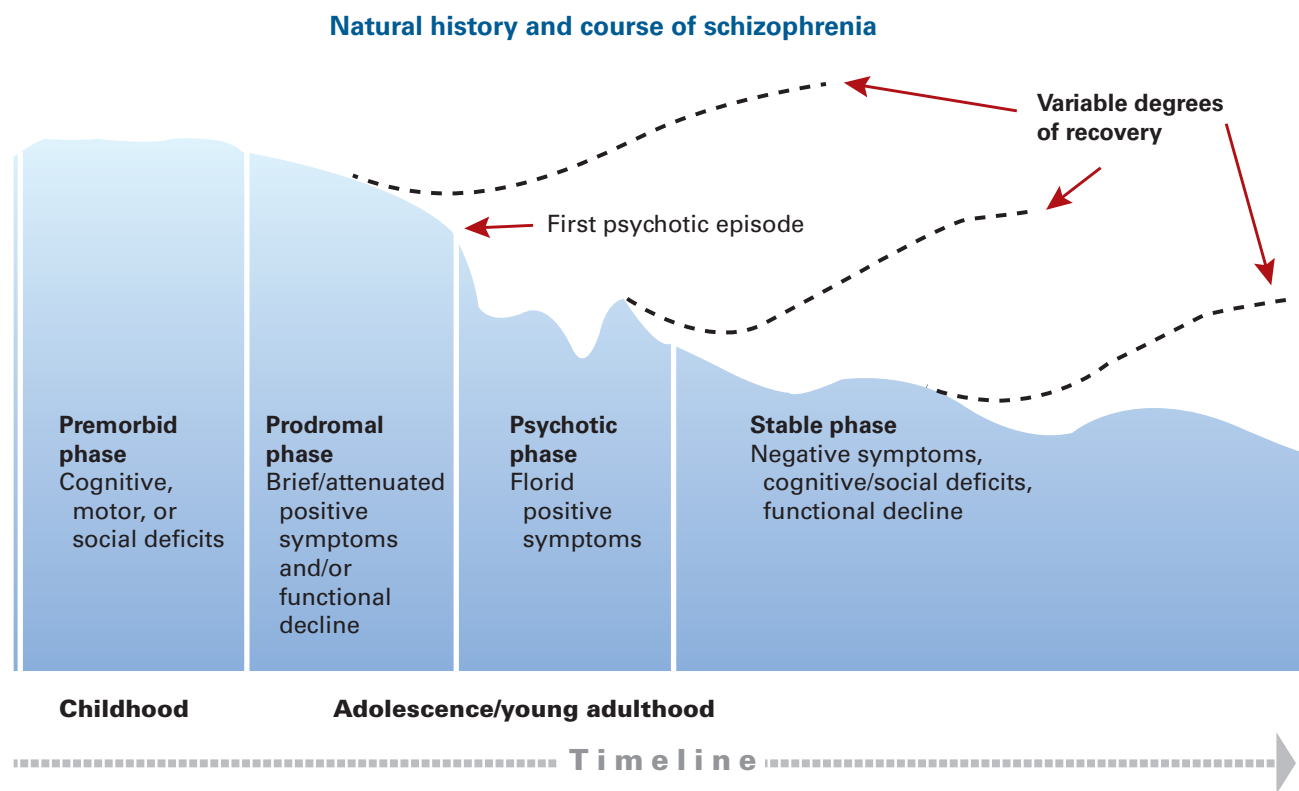 Natural history and course of schizophrenia
Variable degrees
of recovery
First psychotic episode
Premorbid
phase
Cognitive,
motor, or
social deficits
Prodromal
phase
Brief/attenuated
positive
symptoms
and/or
functional
decline
Psychotic
phase
Florid
positive
symptoms
Stable phase
Negative symptoms,
cognitive/social deficits,
functional decline
Childhood
Adolescence/young adulthood
Timeline